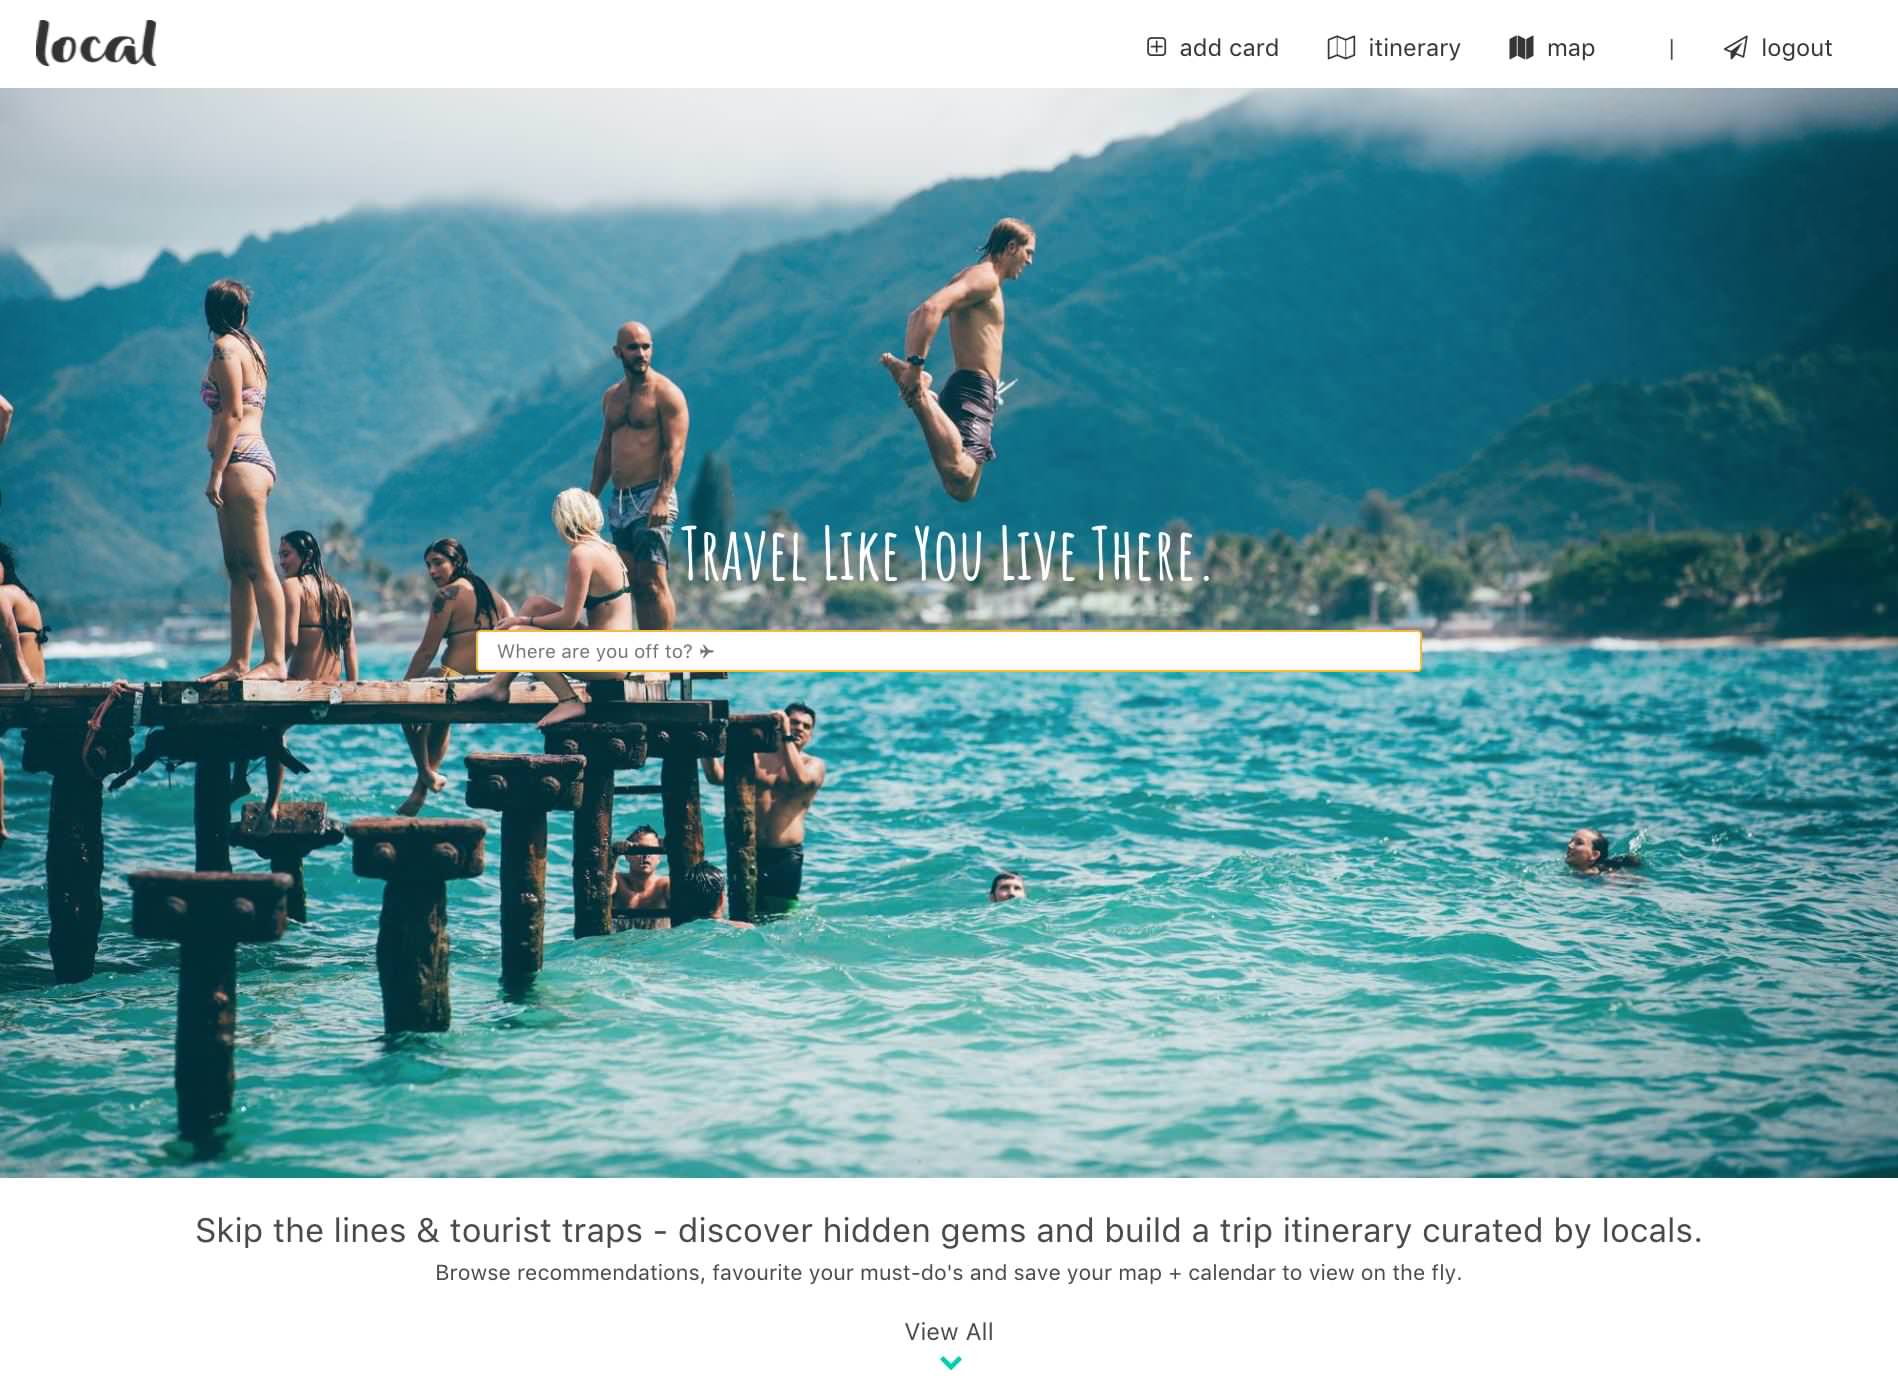 local
add card
itinerary
map
|
logout
Travel Like You Live There.
Where are you off to? ✈
Skip the lines & tourist traps - discover hidden gems and build a trip itinerary curated by locals.
Browse recommendations, favourite your must-do's and save your map + calendar to view on the fly.
View All